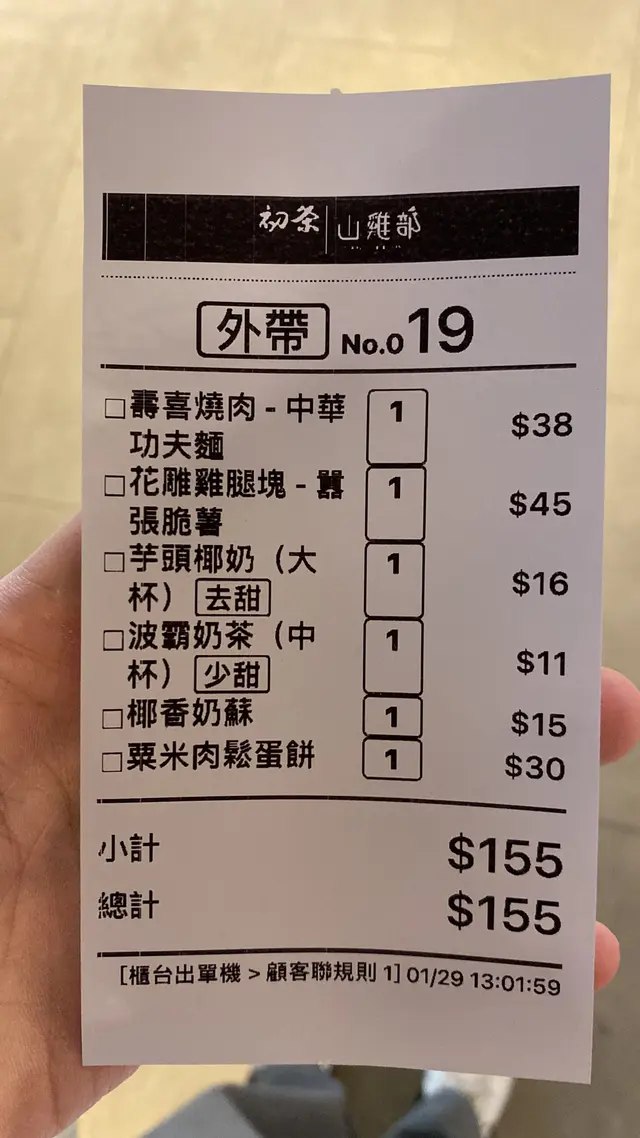 初茶 山雞部
外帶 No.019
□壽喜燒肉 - 中華 1 $38
功夫麵
□花雕雞腿塊 - 囂 1 $45
張脆薯
□芋頭椰奶（大 1 $16
杯） 去甜
□波霸奶茶（中 1 $11
杯） 少甜
□椰香奶蘇 1 $15
□粟米肉鬆蛋餅 1 $30
小計 $155
總計 $155
[櫃台出單機 > 顧客聯規則 1] 01/29 13:01:59